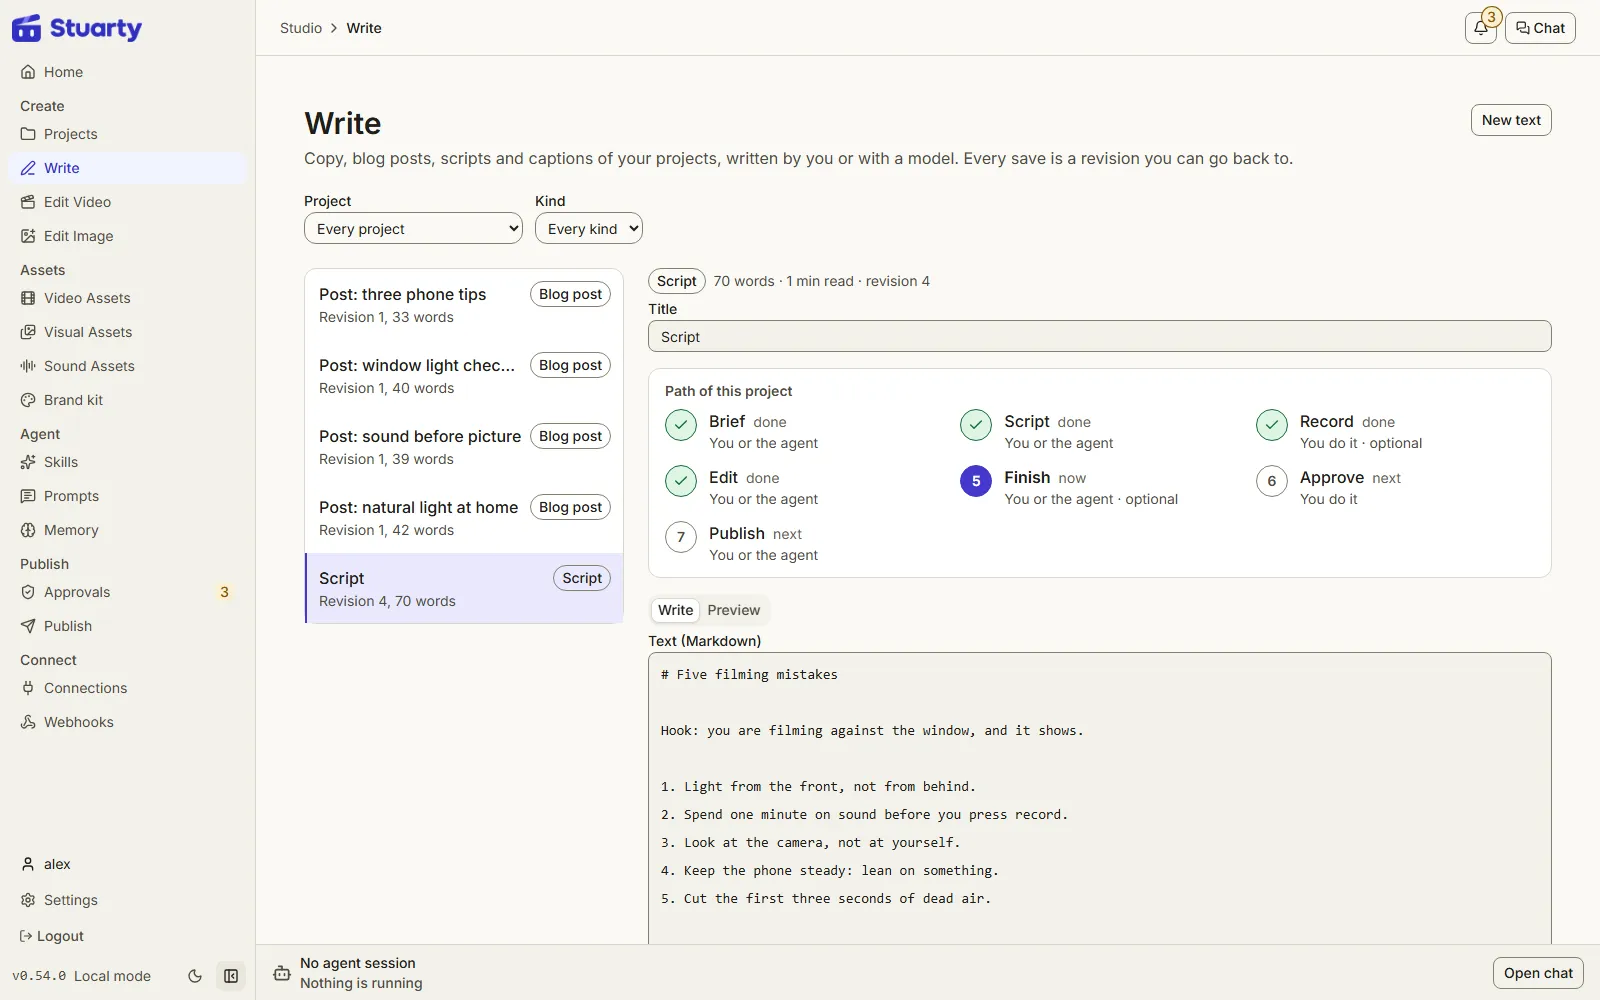 Stuarty
Home
Create
Projects
Write
Edit Video
Edit Image
Assets
Video Assets
Visual Assets
Sound Assets
Brand kit
Agent
Skills
Prompts
Memory
Publish
Approvals 3
Publish
Connect
Connections
Webhooks
alex
Settings
Logout
v0.54.0 Local mode
Studio > Write
3
Chat
Write
New text
Copy, blog posts, scripts and captions of your projects, written by you or with a model. Every save is a revision you can go back to.
Project Kind
Every project Every kind
Post: three phone tips Blog post
Revision 1, 33 words
Post: window light chec... Blog post
Revision 1, 40 words
Post: sound before picture Blog post
Revision 1, 39 words
Post: natural light at home Blog post
Revision 1, 42 words
Script Script
Revision 4, 70 words
Script 70 words · 1 min read · revision 4
Title
Script
Path of this project
Brief done
You or the agent
Script done
You or the agent
Record done
You do it · optional
Edit done
You or the agent
5 Finish now
You or the agent · optional
6 Approve next
You do it
7 Publish next
You or the agent
Write Preview
Text (Markdown)
# Five filming mistakes
Hook: you are filming against the window, and it shows.
1. Light from the front, not from behind.
2. Spend one minute on sound before you press record.
3. Look at the camera, not at yourself.
4. Keep the phone steady: lean on something.
5. Cut the first three seconds of dead air.
No agent session
Nothing is running
Open chat